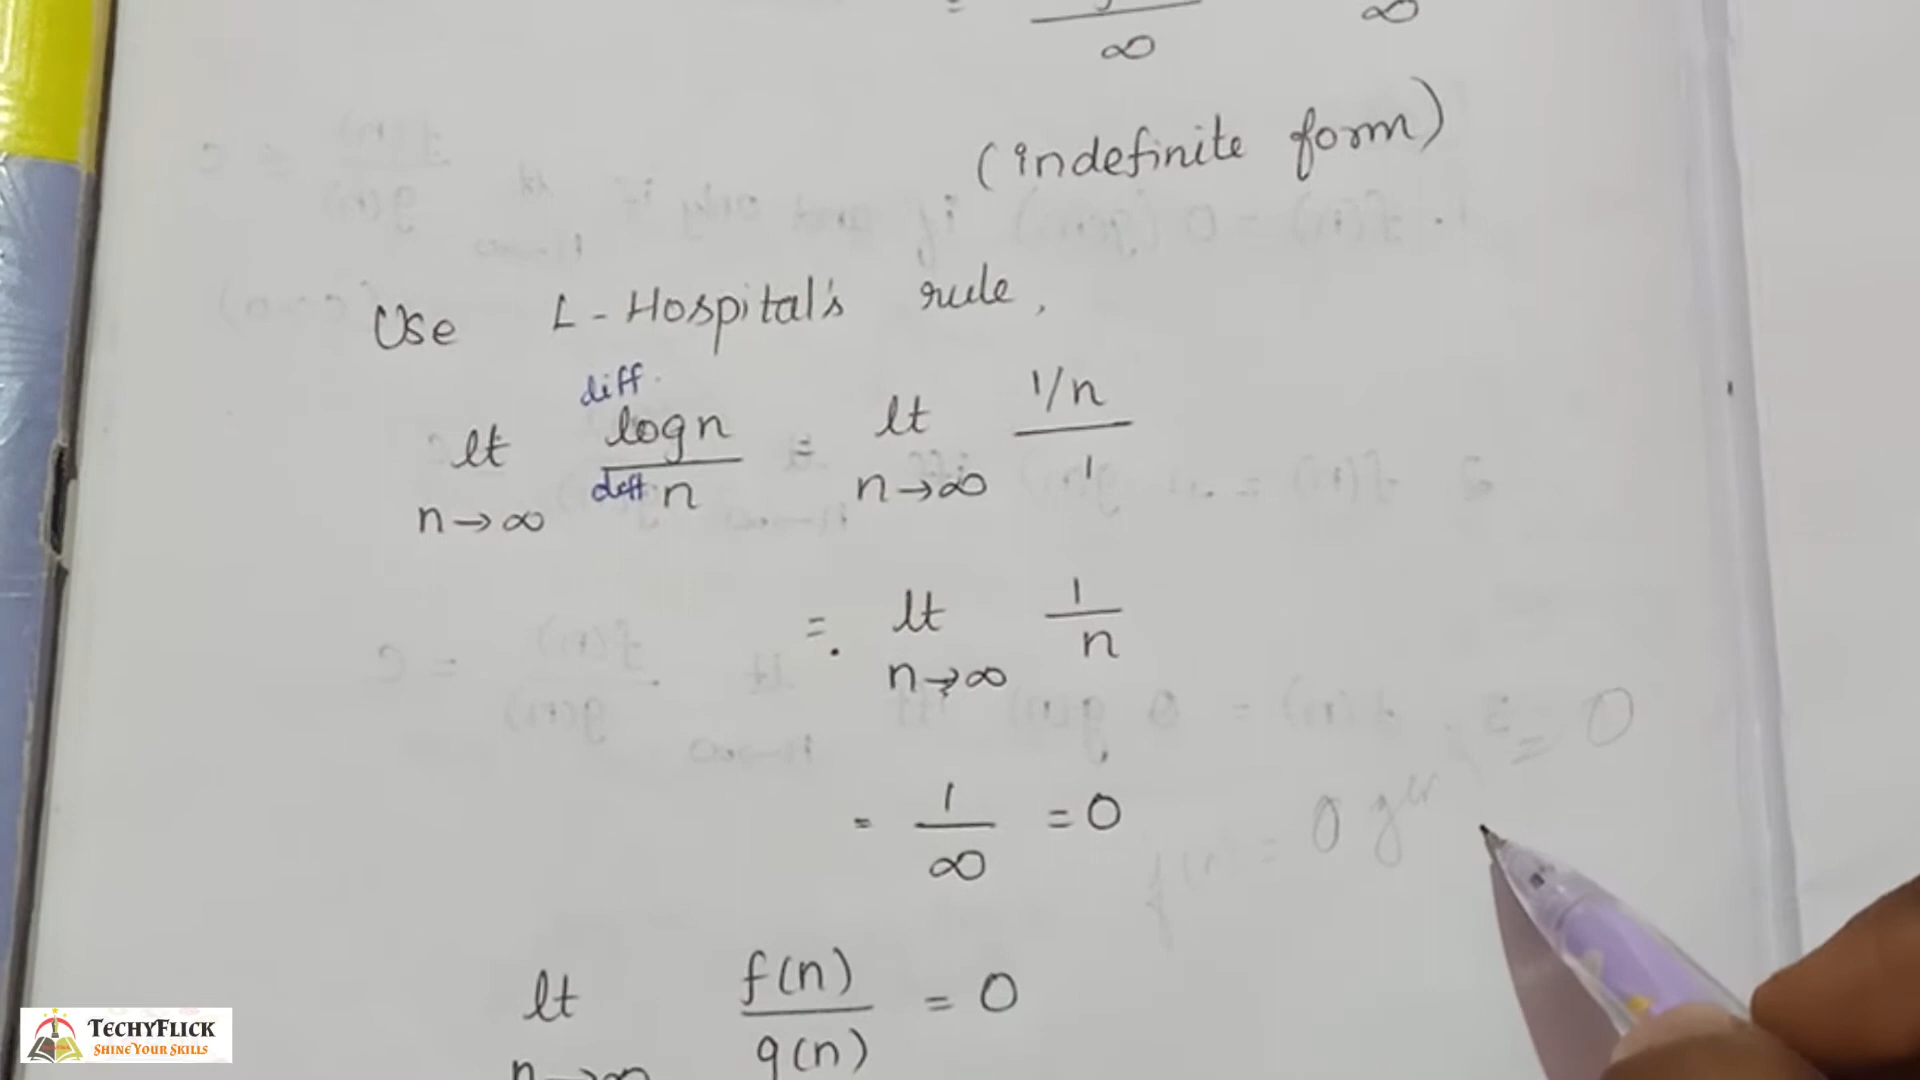 = ∞ ∞
(indefinite form)
Use L-Hospital's rule,
diff.
lt log n = lt 1/n
n→∞ diff n n→∞ 1
= lt 1
n→∞ n
= 1 = 0
∞
lt f(n) = 0
n→∞ g(n)
TECHYFLICK
SHINE YOUR SKILLS